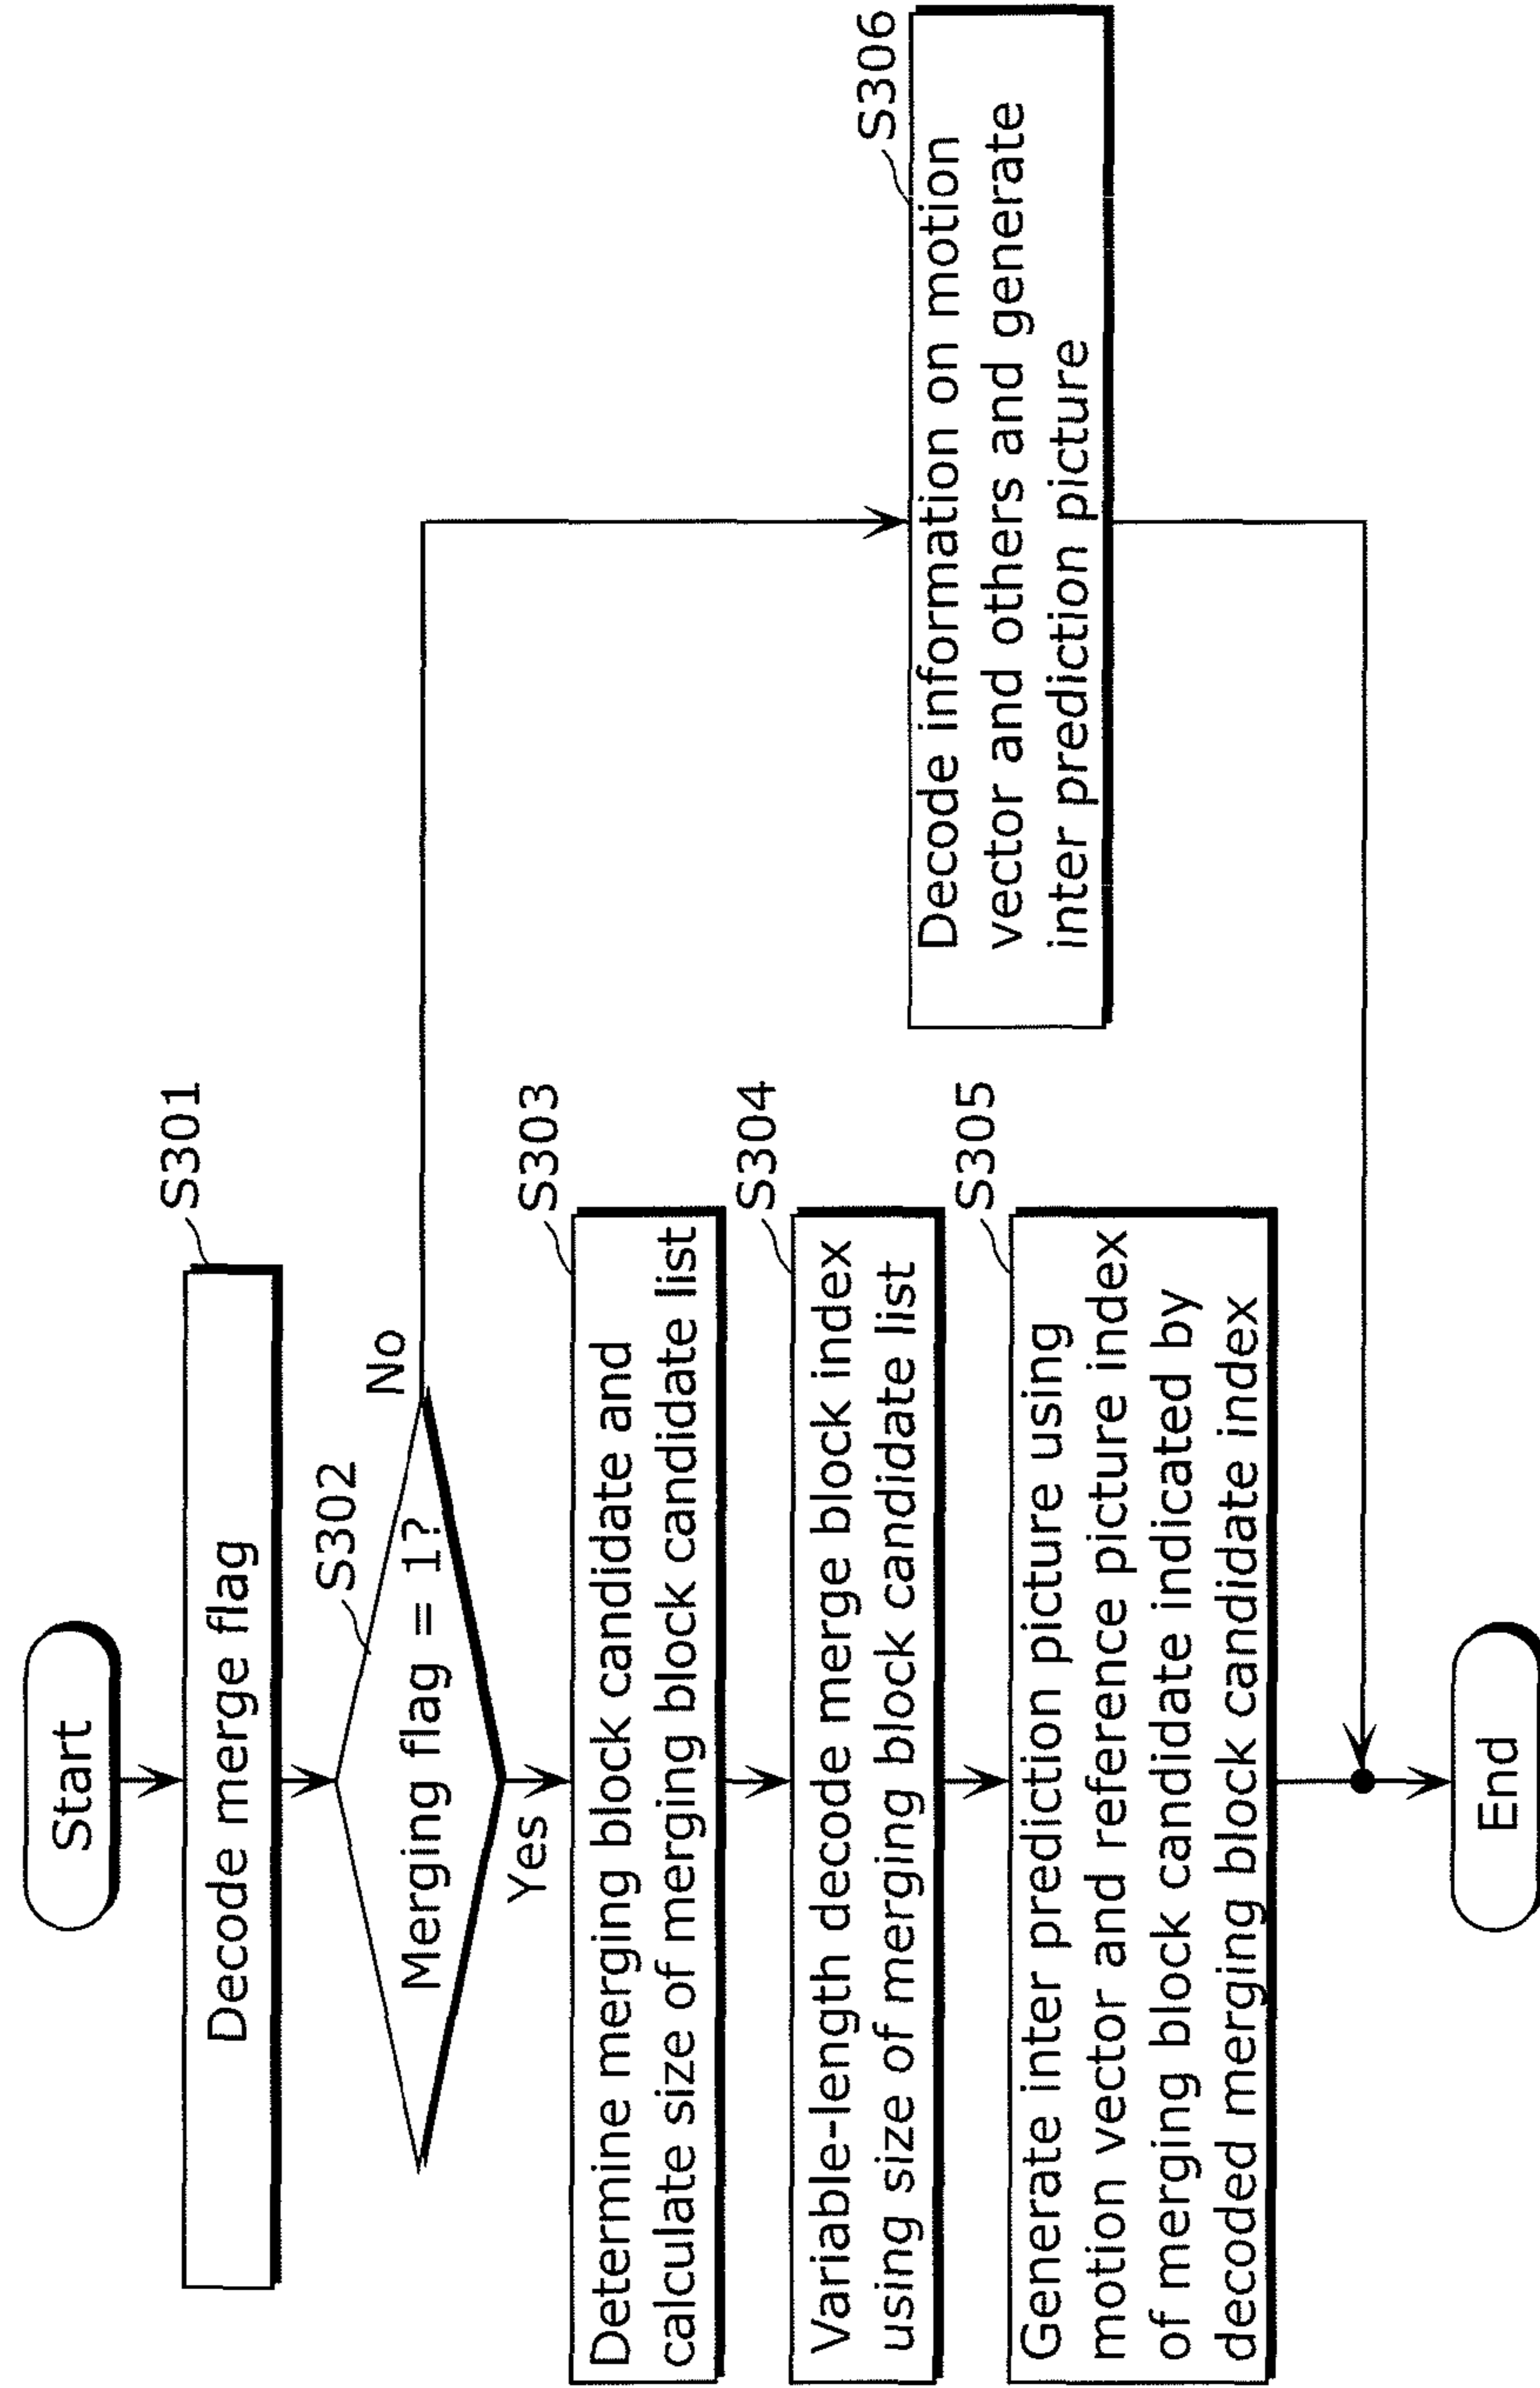 Start
S301
Decode merge flag
S302
Merging flag = 1?
No
Yes
S303
Determine merging block candidate and
calculate size of merging block candidate list
S304
Variable-length decode merge block index
using size of merging block candidate list
S305
Generate inter prediction picture using
motion vector and reference picture index
of merging block candidate indicated by
decoded merging block candidate index
S306
Decode information on motion
vector and others and generate
inter prediction picture
End